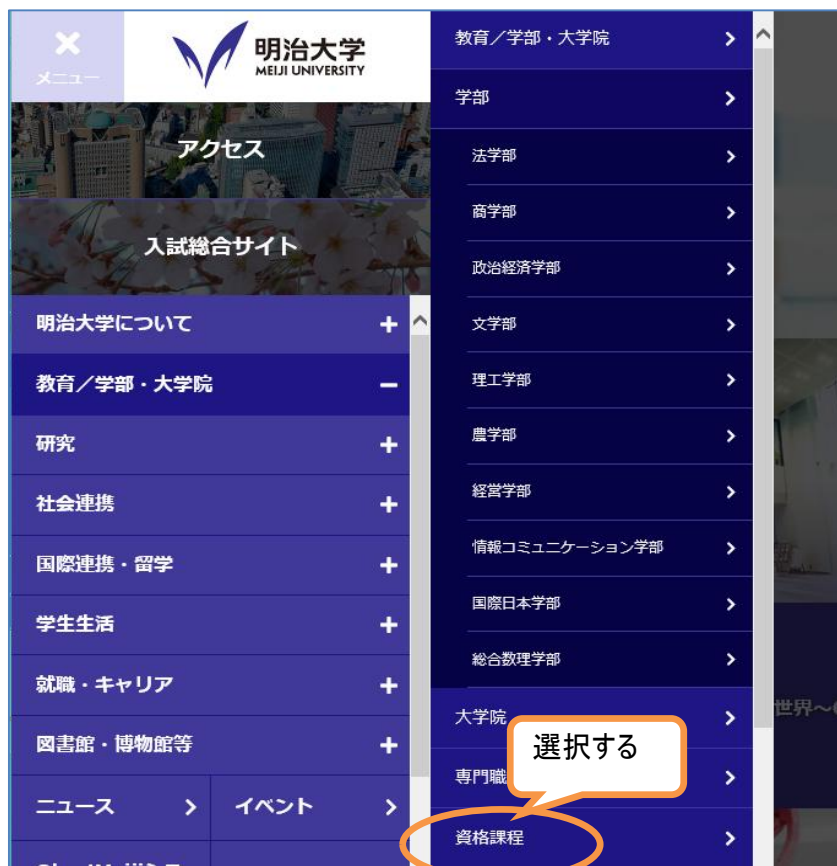 メニュー
明治大学
MEIJI UNIVERSITY
アクセス
入試総合サイト
明治大学について
教育／学部・大学院
研究
社会連携
国際連携・留学
学生生活
就職・キャリア
図書館・博物館等
ニュース
イベント
教育／学部・大学院
学部
法学部
商学部
政治経済学部
文学部
理工学部
農学部
経営学部
情報コミュニケーション学部
国際日本学部
総合数理学部
大学院
選択する
専門職
資格課程
世界～